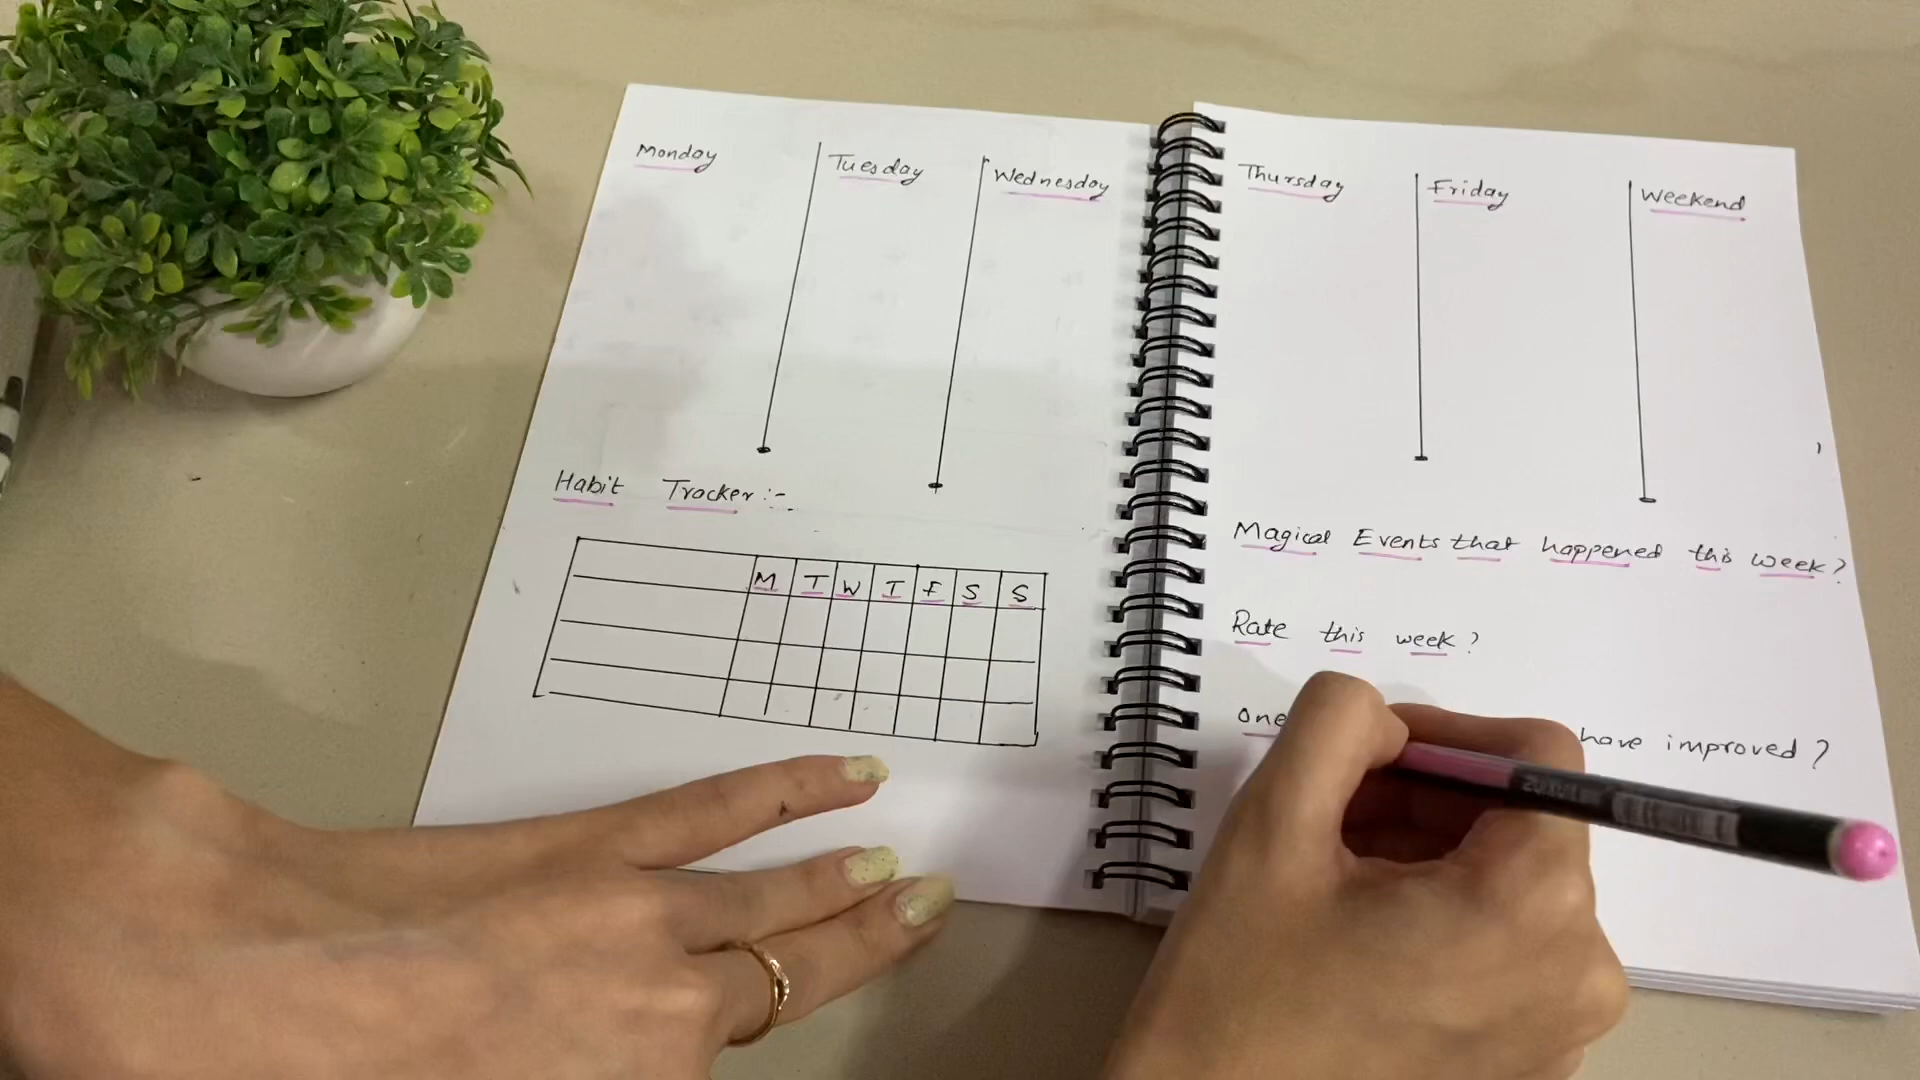 Monday
Tuesday
Wednesday
Thursday
Friday
Weekend
Habit Tracker :-
M T W T F S S
Magical Events that happened this week?
Rate this week?
One have improved?